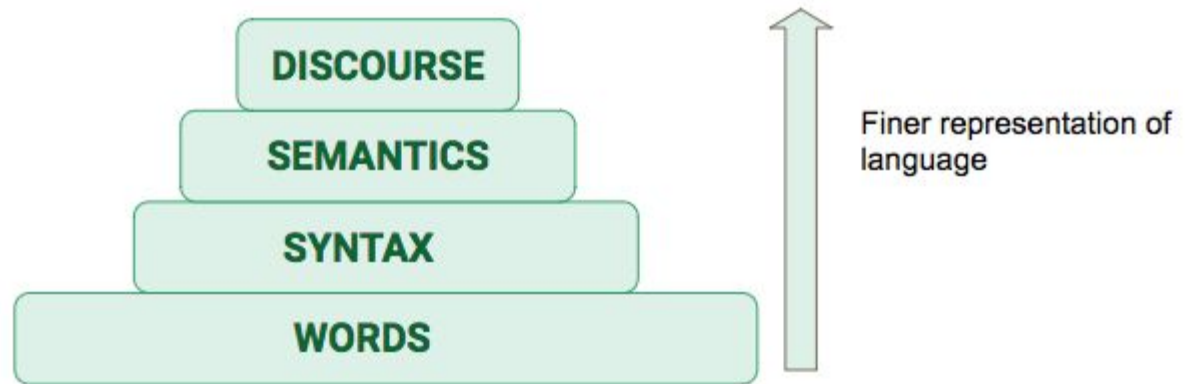 DISCOURSE
SEMANTICS
SYNTAX
WORDS
Finer representation of
language